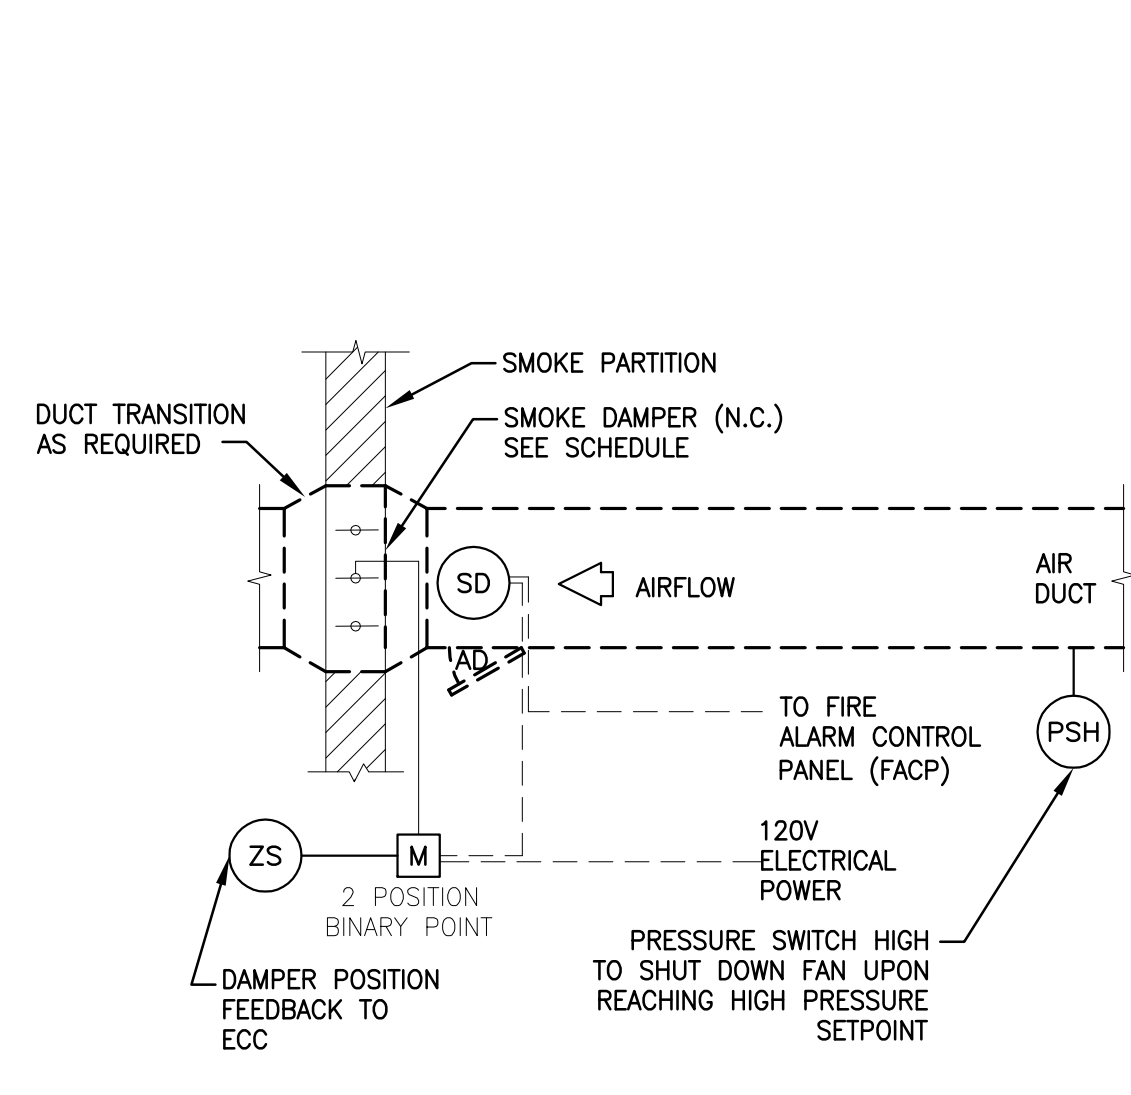 SMOKE PARTITION
DUCT TRANSITION
AS REQUIRED
SMOKE DAMPER (N.C.)
SEE SCHEDULE
SD
AIRFLOW
AIR
DUCT
AD
TO FIRE
ALARM CONTROL
PANEL (FACP)
PSH
120V
ELECTRICAL
POWER
ZS
M
2 POSITION
BINARY POINT
PRESSURE SWITCH HIGH
TO SHUT DOWN FAN UPON
REACHING HIGH PRESSURE
SETPOINT
DAMPER POSITION
FEEDBACK TO
ECC